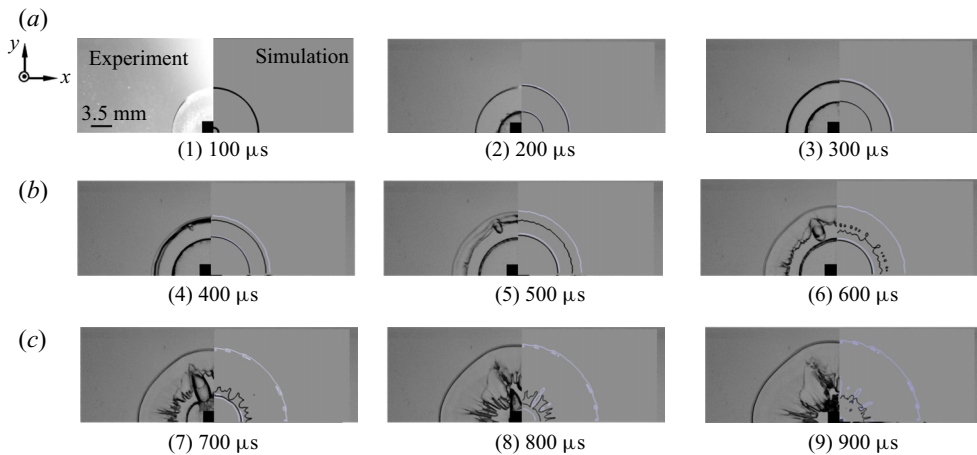 (a)
y
x
Experiment Simulation
3.5 mm
(1) 100 μs (2) 200 μs (3) 300 μs
(b)
(4) 400 μs (5) 500 μs (6) 600 μs
(c)
(7) 700 μs (8) 800 μs (9) 900 μs